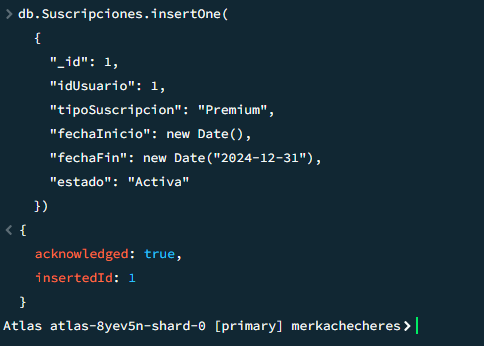 > db.Suscripciones.insertOne(
{
"_id": 1,
"idUsuario": 1,
"tipoSuscripcion": "Premium",
"fechaInicio": new Date(),
"fechaFin": new Date("2024-12-31"),
"estado": "Activa"
})
< {
acknowledged: true,
insertedId: 1
}
Atlas atlas-8yev5n-shard-0 [primary] merkachecheres>